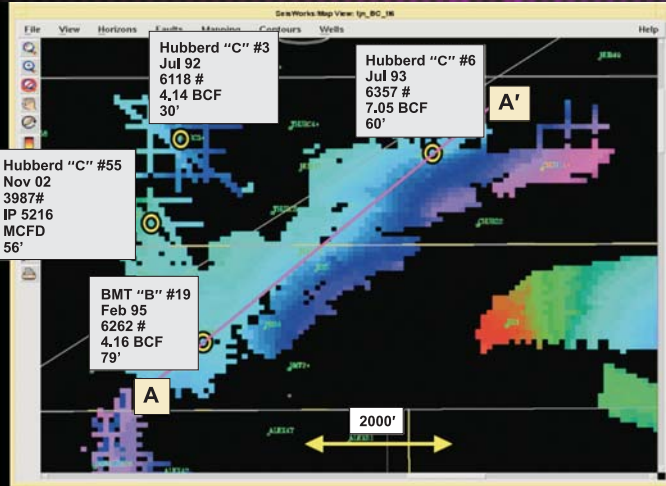 SeisWorks/Map View: fjn_BC_I16
File View Horizons Faults Mapping Contours Wells Help
Hubberd "C" #3
Jul 92
6118 #
4.14 BCF
30'
Hubberd "C" #6
Jul 93
6357 #
7.05 BCF
60'
A'
Hubberd "C" #55
Nov 02
3987#
IP 5216
MCFD
56'
BMT "B" #19
Feb 95
6262 #
4.16 BCF
79'
A
2000'